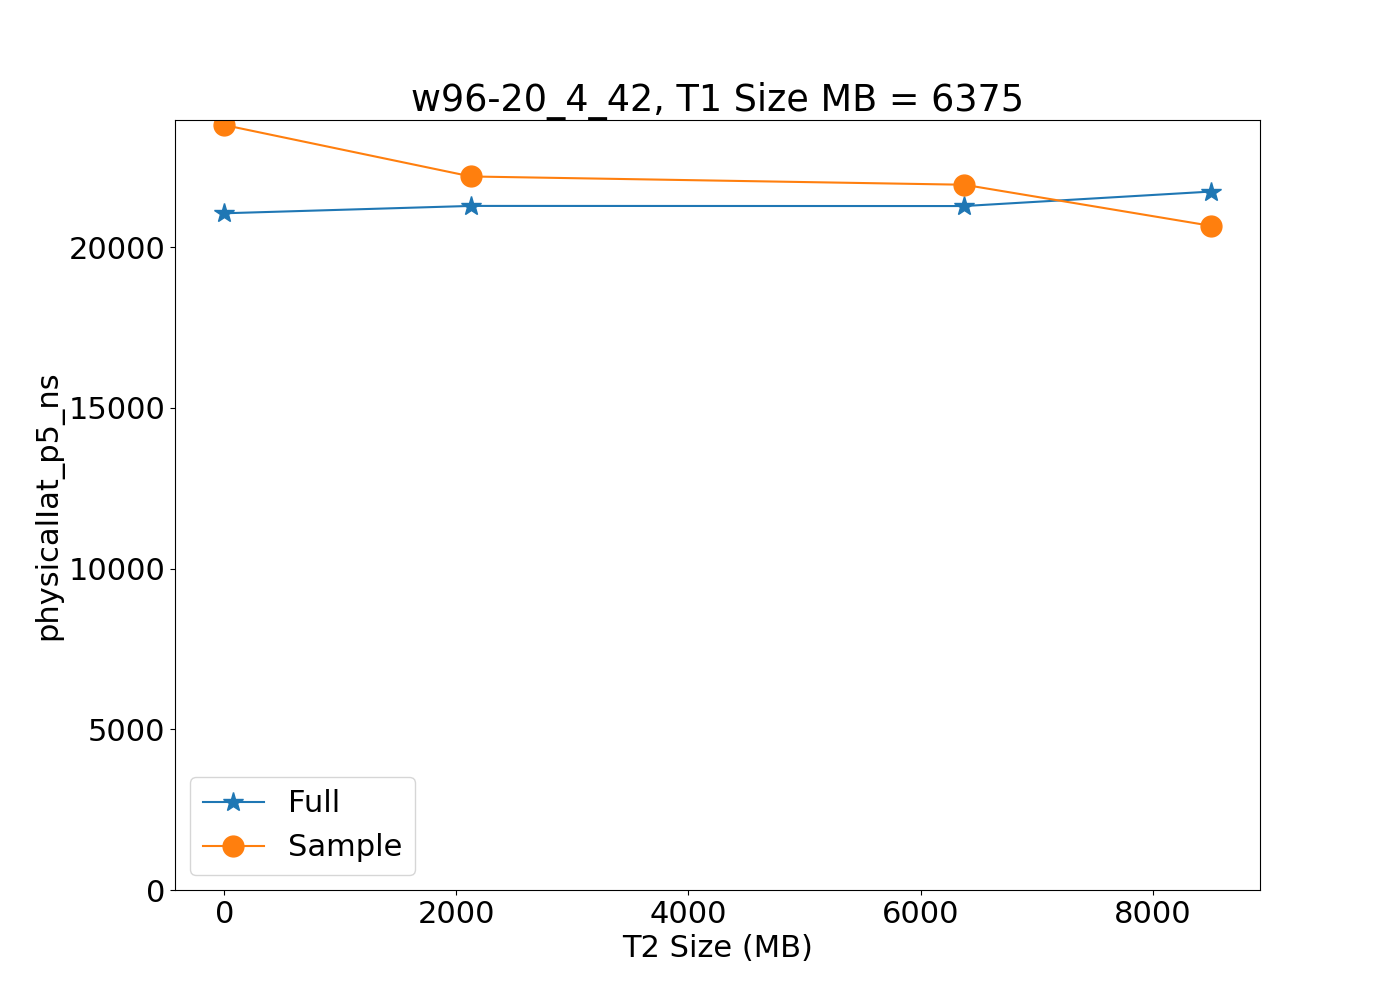 w96-20_4_42, T1 Size MB = 6375
physicallat_p5_ns
20000
15000
10000
5000
0
Full
Sample
0 2000 4000 6000 8000
T2 Size (MB)